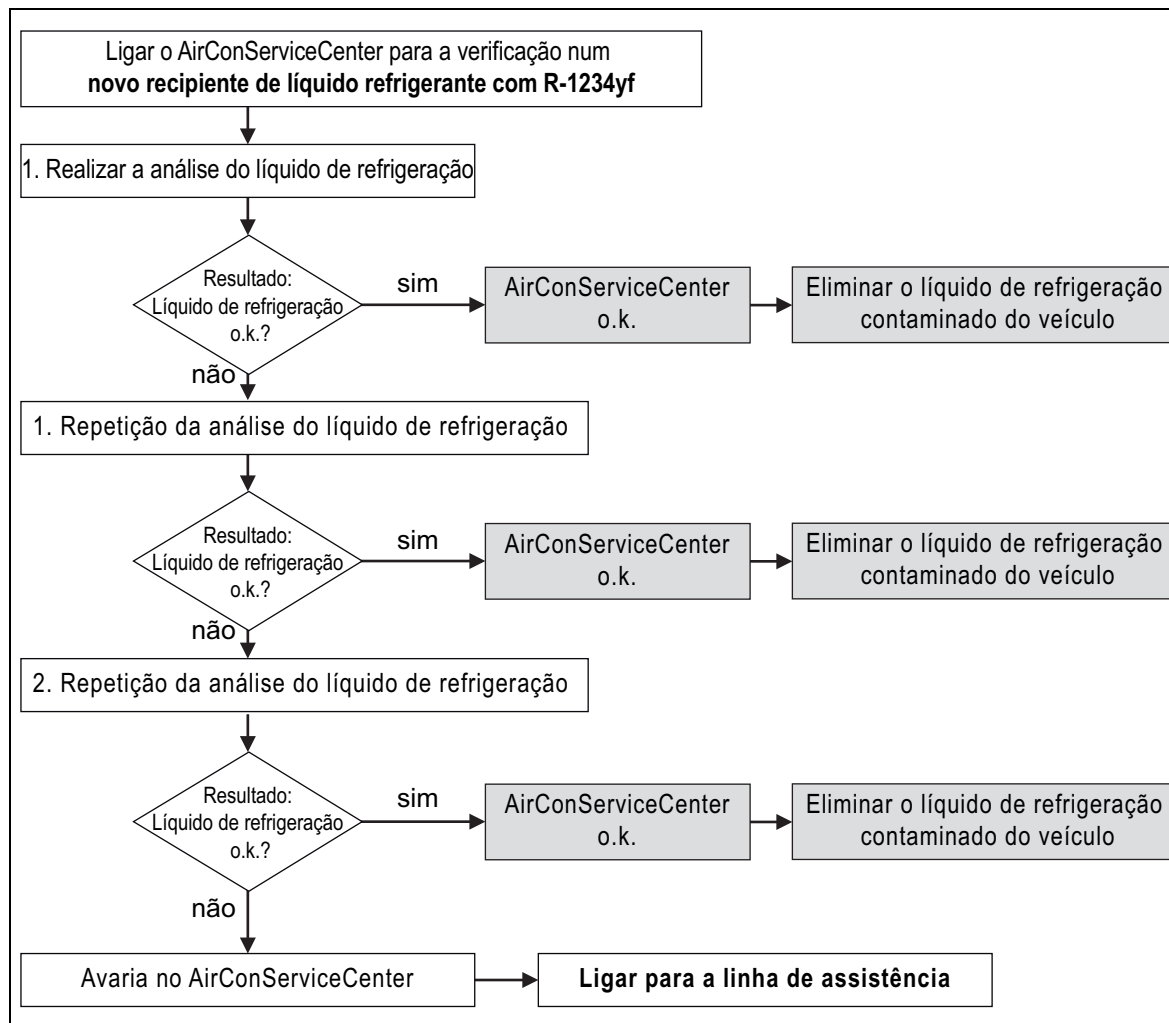 Ligar o AirConServiceCenter para a verificação num
novo recipiente de líquido refrigerante com R-1234yf
1. Realizar a análise do líquido de refrigeração
Resultado:
Líquido de refrigeração
o.k.?
sim
AirConServiceCenter
o.k.
Eliminar o líquido de refrigeração
contaminado do veículo
não
1. Repetição da análise do líquido de refrigeração
Resultado:
Líquido de refrigeração
o.k.?
sim
AirConServiceCenter
o.k.
Eliminar o líquido de refrigeração
contaminado do veículo
não
2. Repetição da análise do líquido de refrigeração
Resultado:
Líquido de refrigeração
o.k.?
sim
AirConServiceCenter
o.k.
Eliminar o líquido de refrigeração
contaminado do veículo
não
Avaria no AirConServiceCenter
Ligar para a linha de assistência